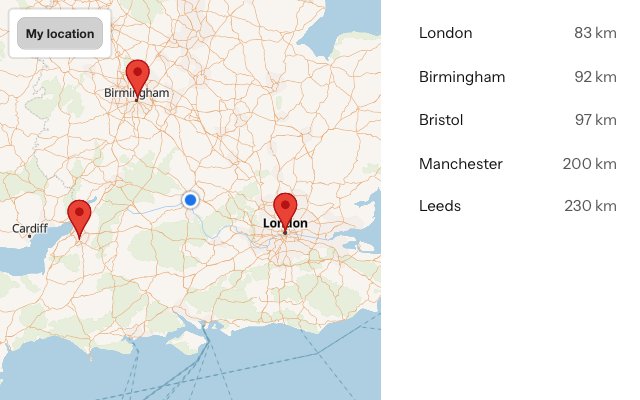 My location
Birmingham
Cardiff
London
London 83 km
Birmingham 92 km
Bristol 97 km
Manchester 200 km
Leeds 230 km